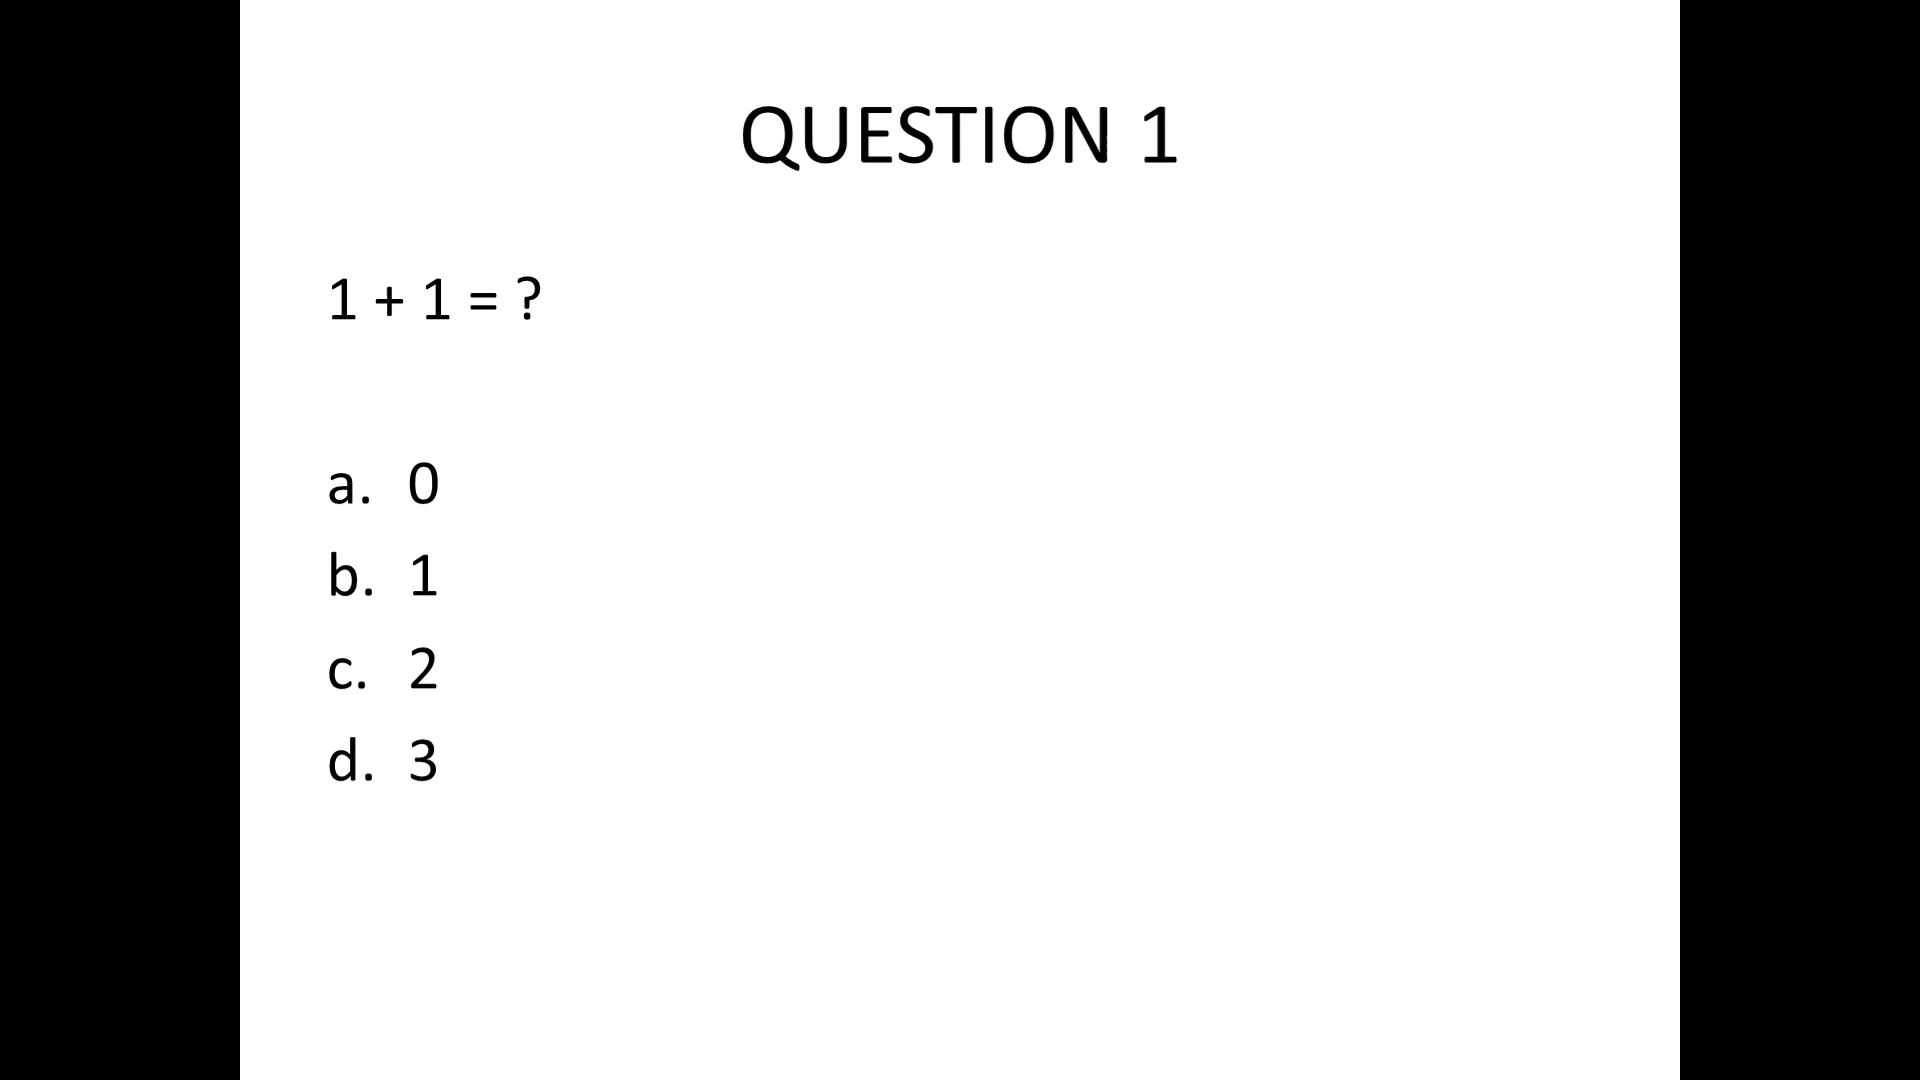 QUESTION 1
1 + 1 = ?
a. 0
b. 1
c. 2
d. 3